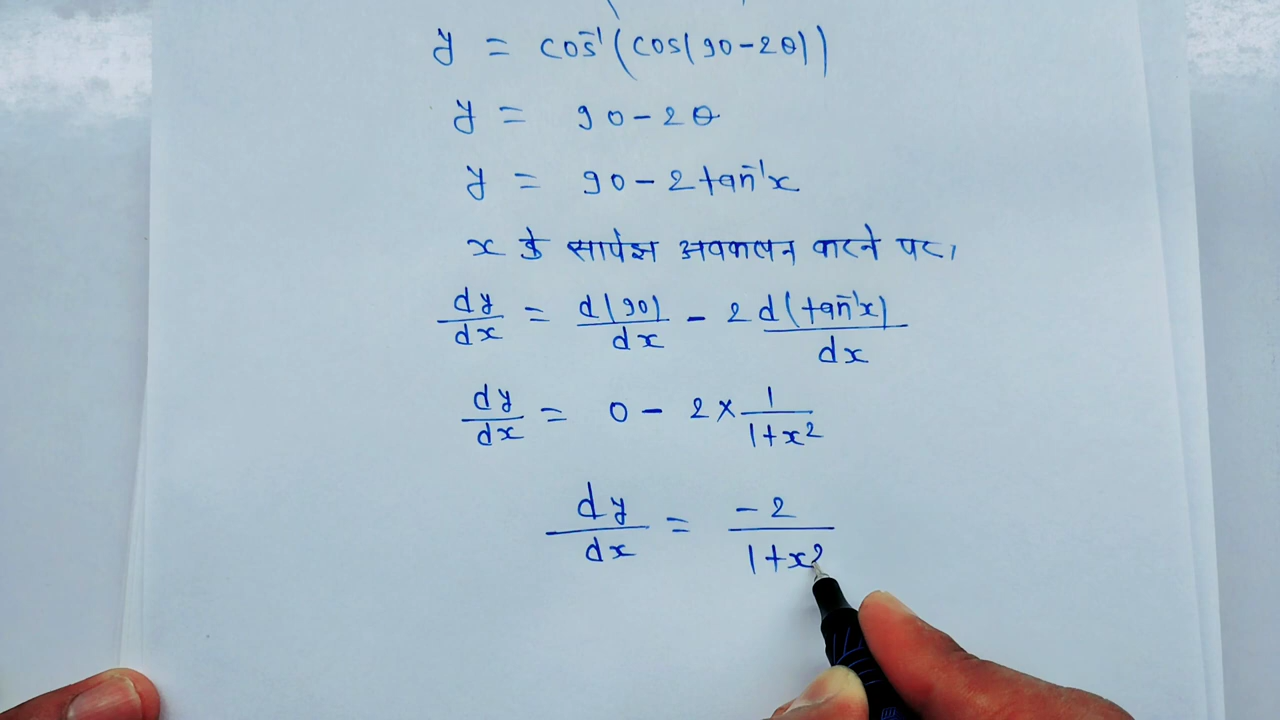 y = cos⁻¹(cos(90-2θ))
y = 90-2θ
y = 90-2tan⁻¹x
x के सापेक्ष अवकलन करने पर।
dy/dx = d(90)/dx - 2d(tan⁻¹x)/dx
dy/dx = 0 - 2×1/1+x²
dy/dx = -2/1+x²